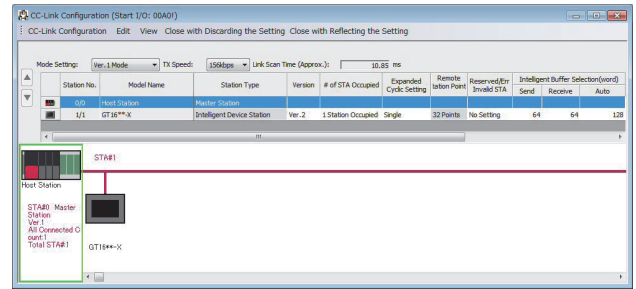 CC-Link Configuration (Start I/O: 00A0!)
CC-Link Configuration Edit View Close with Discarding the Setting Close with Reflecting the Setting
Mode Setting: Ver.1 Mode TX Speed: 156kbps Link Scan Time (Approx.): 10.85 ms
Station No. Model Name Station Type Version # of STA Occupied Expanded Cyclic Setting Remote tation Point Reserved/Err Invalid STA Intelligent Buffer Selection(word)
Send Receive Auto
0/0 Host Station Master Station
1/1 GT16**-X Intelligent Device Station Ver.2 1 Station Occupied Single 32 Points No Setting 64 64 128
STA#1
Host Station
STA#0 Master
Station
Ver.1
All Connected C
ount:1
Total STA#:1
GT16**-X